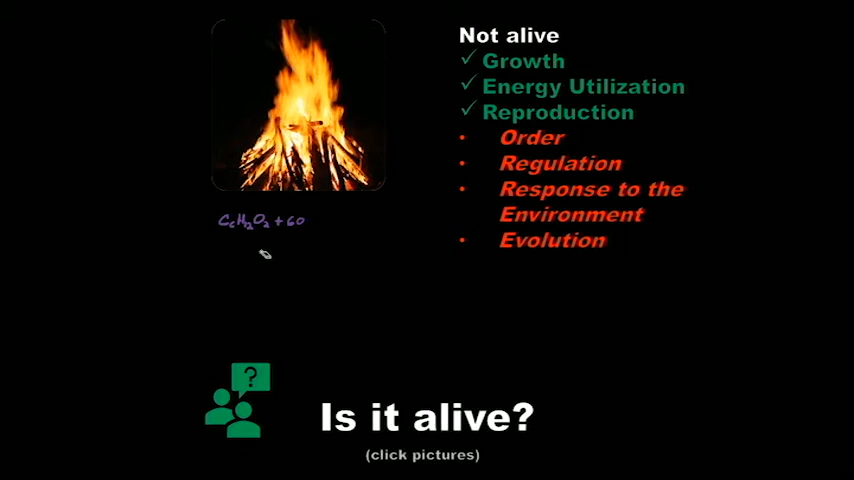 Not alive
✓ Growth
✓ Energy Utilization
✓ Reproduction
• Order
• Regulation
• Response to the
Environment
• Evolution
C₆H₁₂O₂ + 6O
?
Is it alive?
(click pictures)